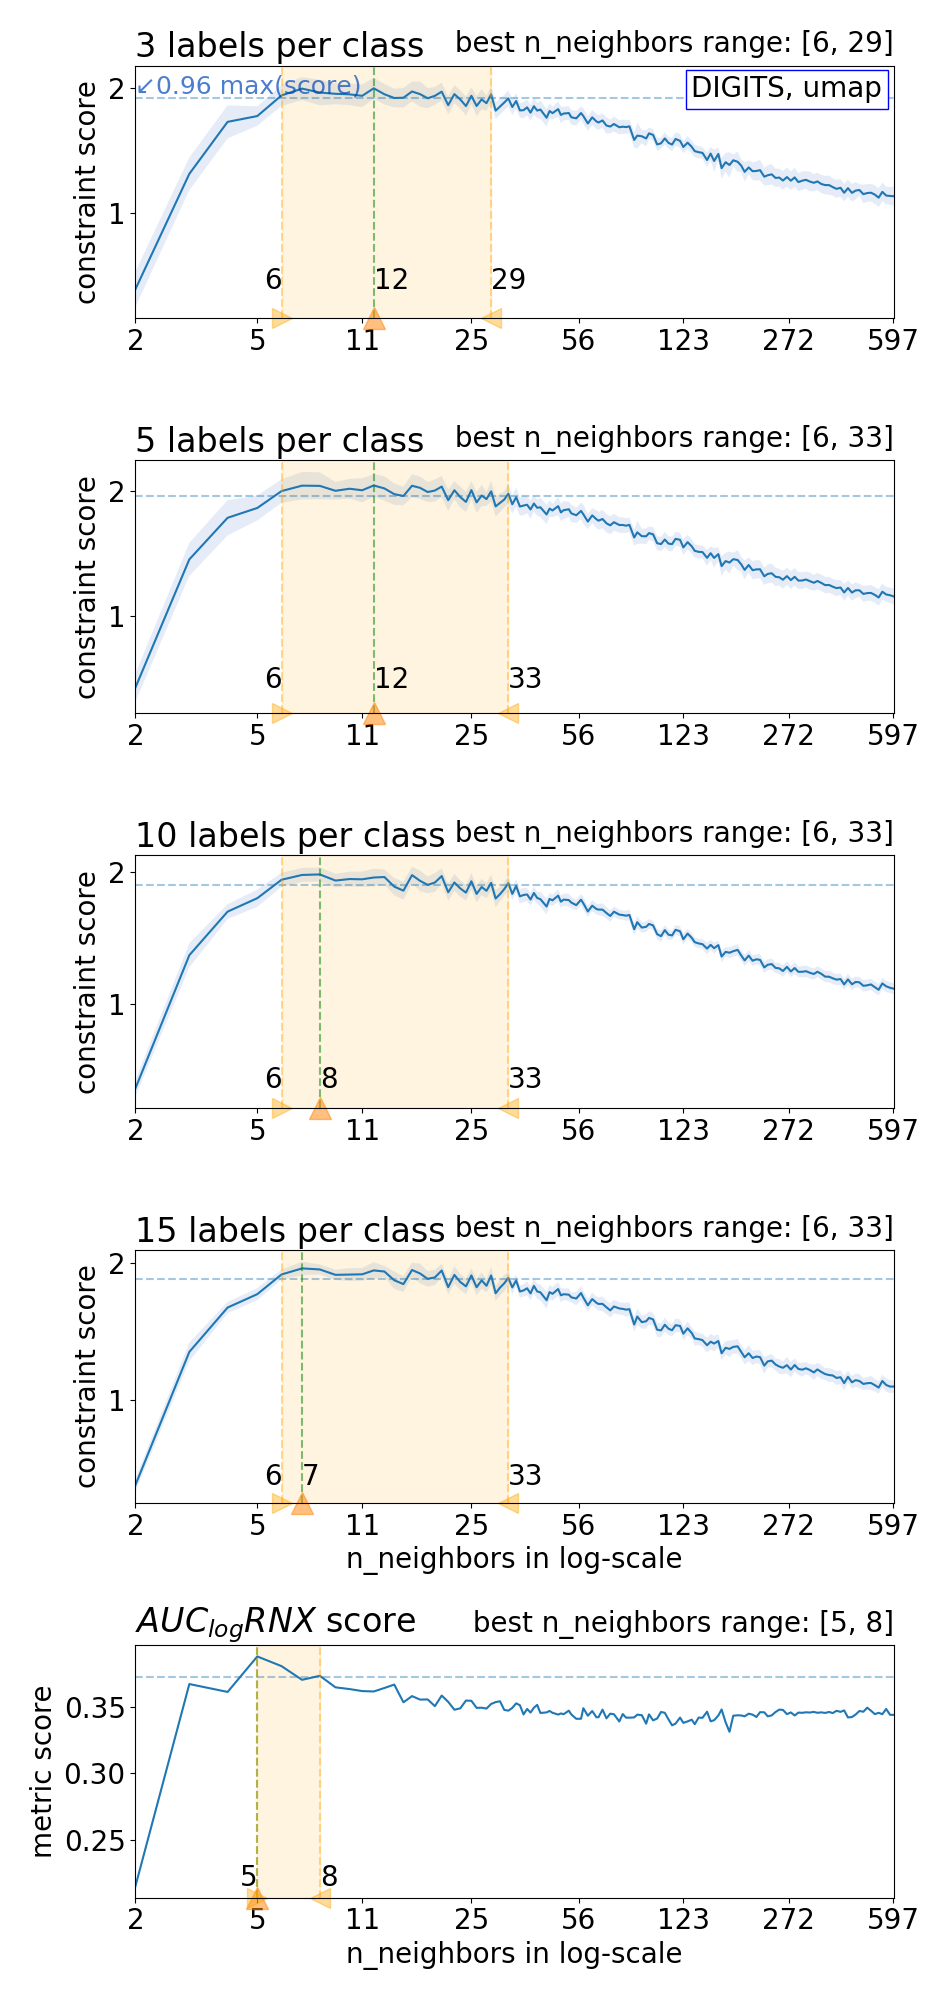 3 labels per class best n_neighbors range: [6, 29]
↙0.96 max(score)
DIGITS, umap
constraint score
2
1
6 12 29
2 5 11 25 56 123 272 597
5 labels per class best n_neighbors range: [6, 33]
constraint score
2
1
6 12 33
2 5 11 25 56 123 272 597
10 labels per class best n_neighbors range: [6, 33]
constraint score
2
1
6 8 33
2 5 11 25 56 123 272 597
15 labels per class best n_neighbors range: [6, 33]
constraint score
2
1
6 7 33
2 5 11 25 56 123 272 597
n_neighbors in log-scale
AUC_{log}RNX score best n_neighbors range: [5, 8]
metric score
0.35
0.30
0.25
5 8
2 5 11 25 56 123 272 597
n_neighbors in log-scale